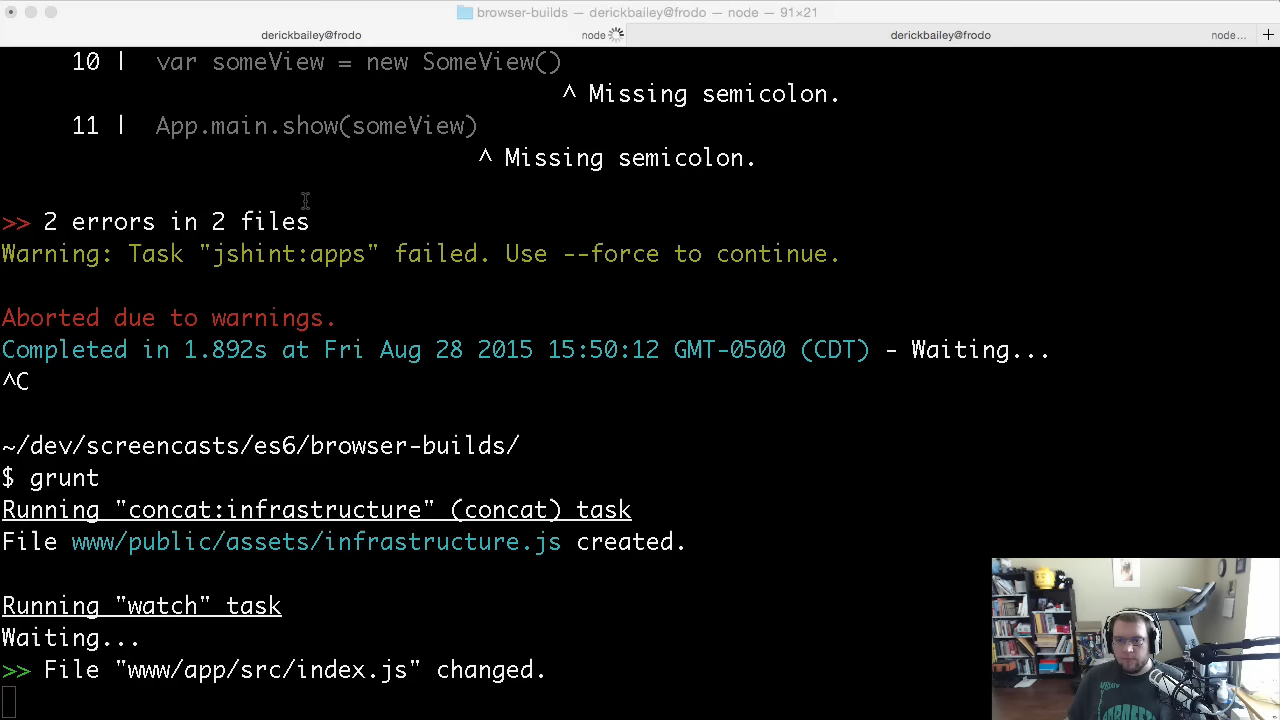 browser-builds — derickbailey@frodo — node — 91×21
derickbailey@frodo node derickbailey@frodo node... +
10 | var someView = new SomeView()
^ Missing semicolon.
11 | App.main.show(someView)
^ Missing semicolon.
>> 2 errors in 2 files
Warning: Task "jshint:apps" failed. Use --force to continue.
Aborted due to warnings.
Completed in 1.892s at Fri Aug 28 2015 15:50:12 GMT-0500 (CDT) - Waiting...
^C
~/dev/screencasts/es6/browser-builds/
$ grunt
Running "concat:infrastructure" (concat) task
File www/public/assets/infrastructure.js created.
Running "watch" task
Waiting...
>> File "www/app/src/index.js" changed.